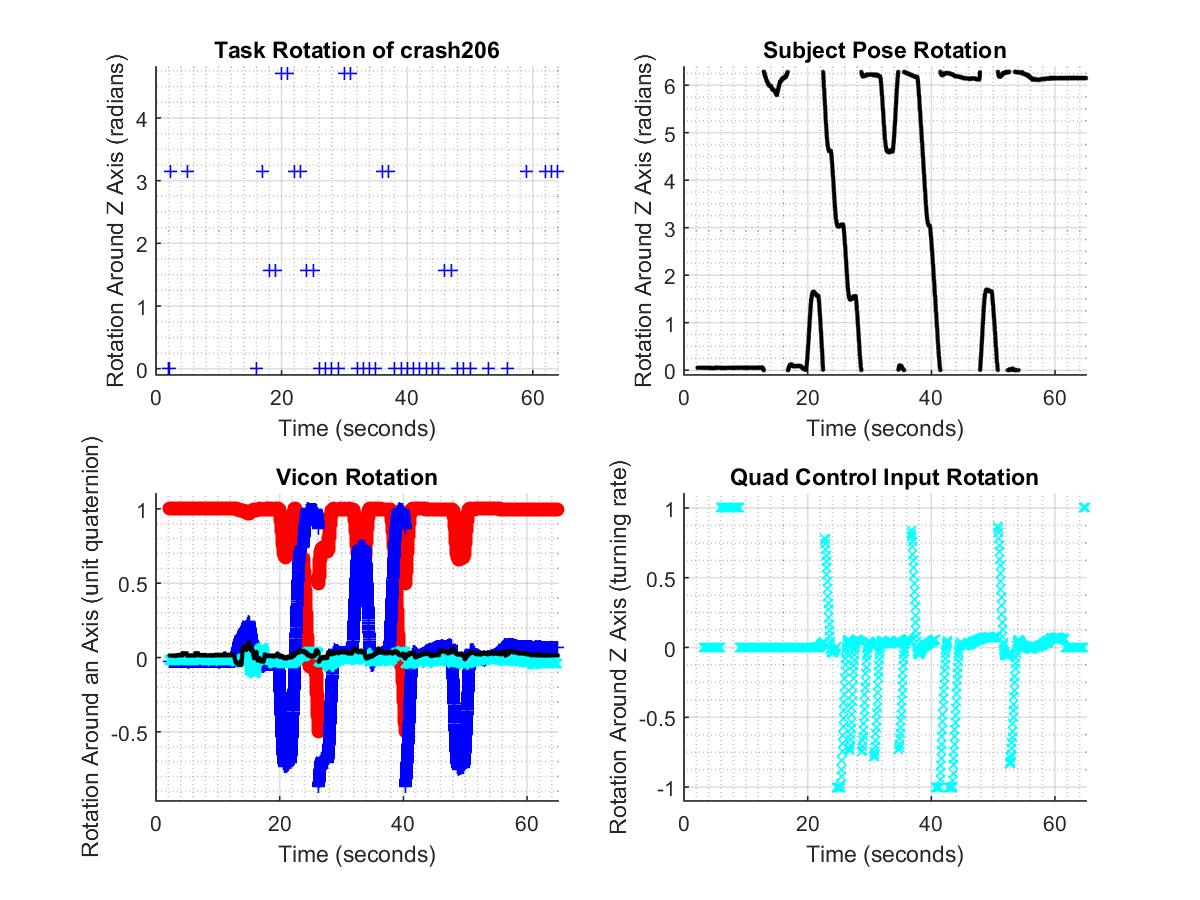 Task Rotation of crash206
Rotation Around Z Axis (radians)
4
3
2
1
0
0 20 40 60
Time (seconds)
Subject Pose Rotation
Rotation Around Z Axis (radians)
6
5
4
3
2
1
0
0 20 40 60
Time (seconds)
Vicon Rotation
Rotation Around an Axis (unit quaternion)
1
0.5
0
-0.5
0 20 40 60
Time (seconds)
Quad Control Input Rotation
Rotation Around Z Axis (turning rate)
1
0.5
0
-0.5
-1
0 20 40 60
Time (seconds)